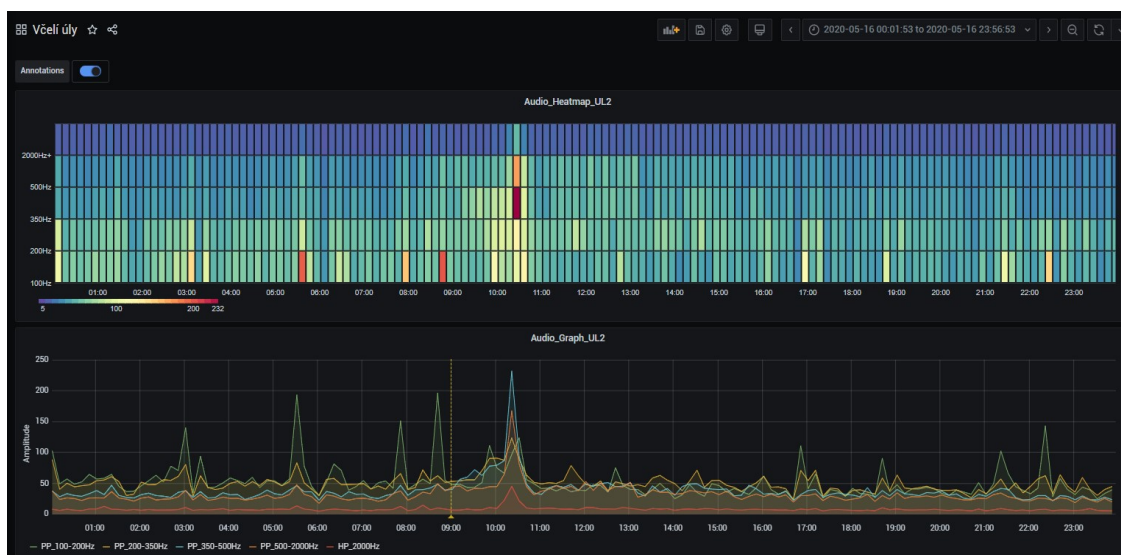 Včelí úly
2020-05-16 00:01:53 to 2020-05-16 23:56:53
Annotations
Audio_Heatmap_UL2
2000Hz+
500Hz
350Hz
200Hz
100Hz
01:00 02:00 03:00 04:00 05:00 06:00 07:00 08:00 09:00 10:00 11:00 12:00 13:00 14:00 15:00 16:00 17:00 18:00 19:00 20:00 21:00 22:00 23:00
5 100 200 232
Audio_Graph_UL2
Amplitude
250
200
150
100
50
0
01:00 02:00 03:00 04:00 05:00 06:00 07:00 08:00 09:00 10:00 11:00 12:00 13:00 14:00 15:00 16:00 17:00 18:00 19:00 20:00 21:00 22:00 23:00
PP_100-200Hz PP_200-350Hz PP_350-500Hz PP_500-2000Hz HP_2000Hz